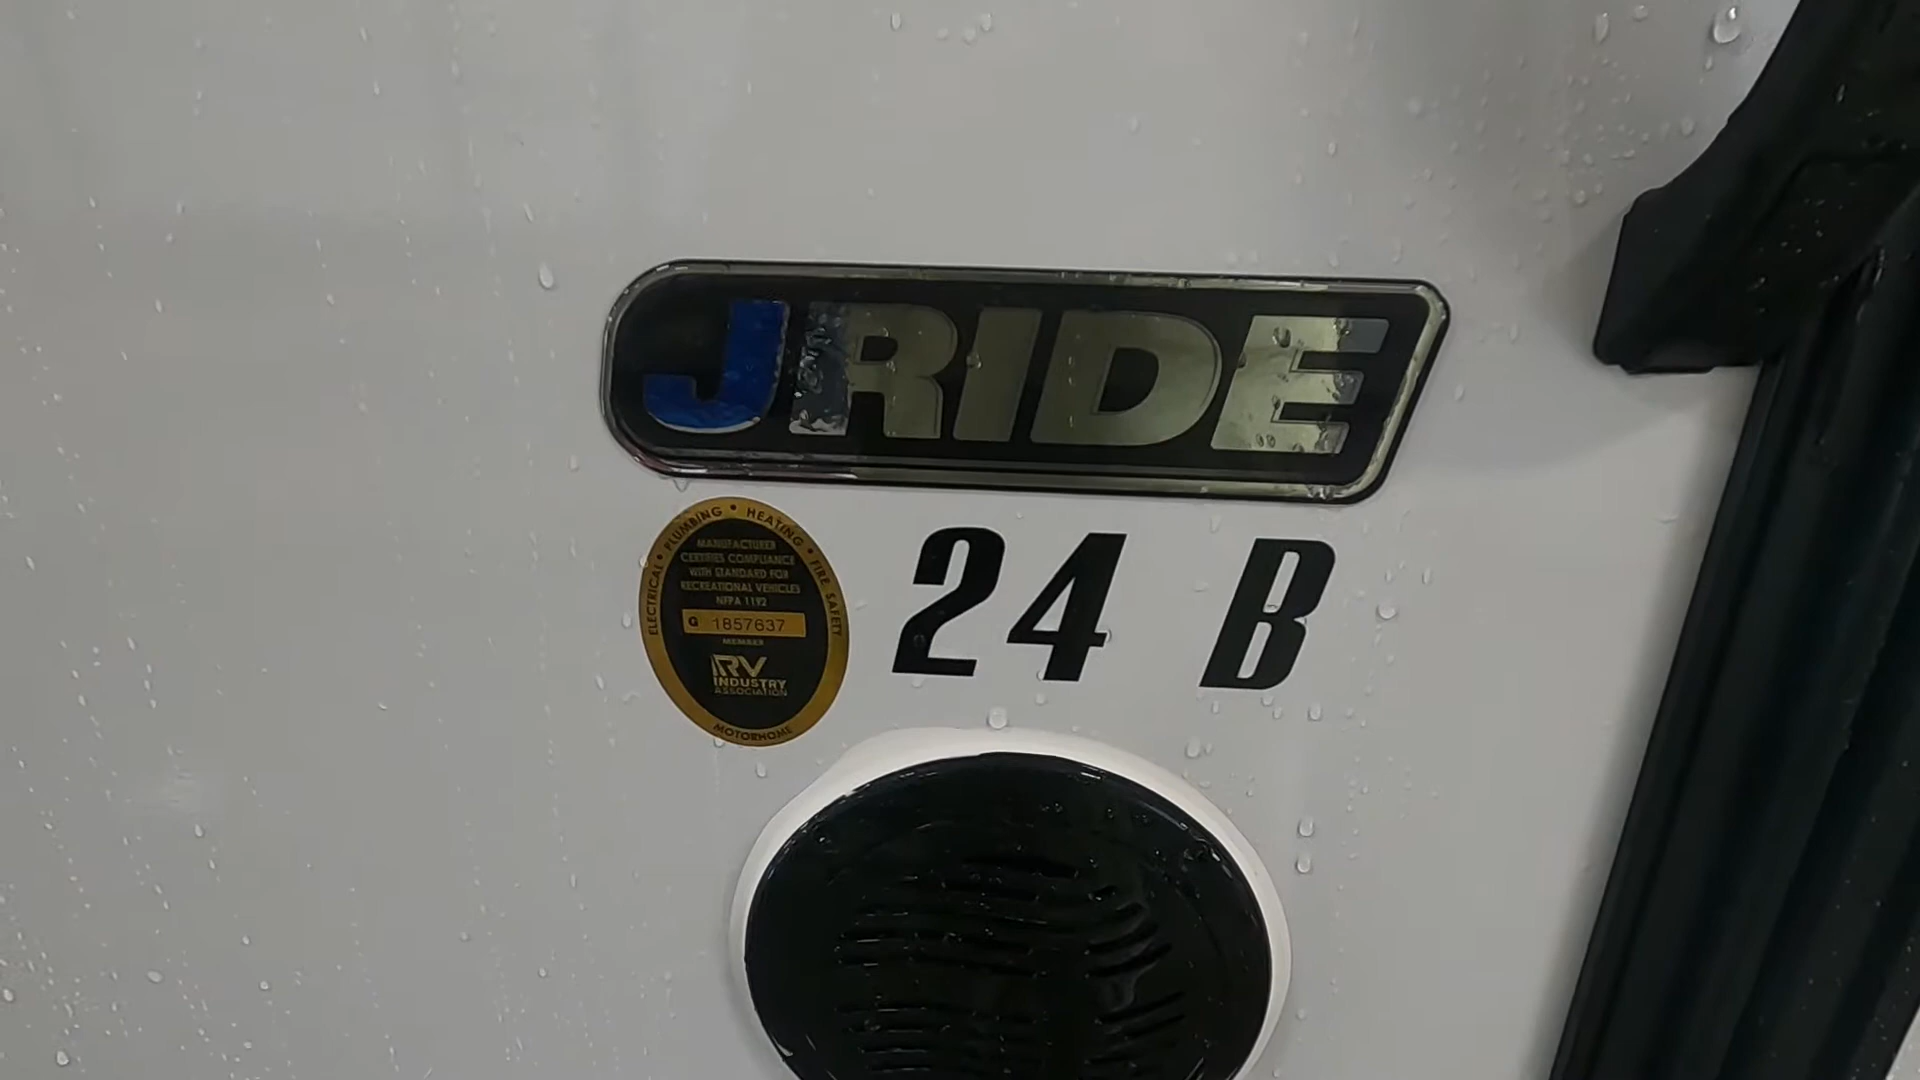 JRIDE
24 B
ELECTRICAL • PLUMBING • HEATING • FIRE SAFETY
MANUFACTURER
CERTIFIES COMPLIANCE
WITH STANDARD FOR
RECREATIONAL VEHICLES
NFPA 1192
G 1857637
MEMBER
RV
INDUSTRY
ASSOCIATION
MOTORHOME